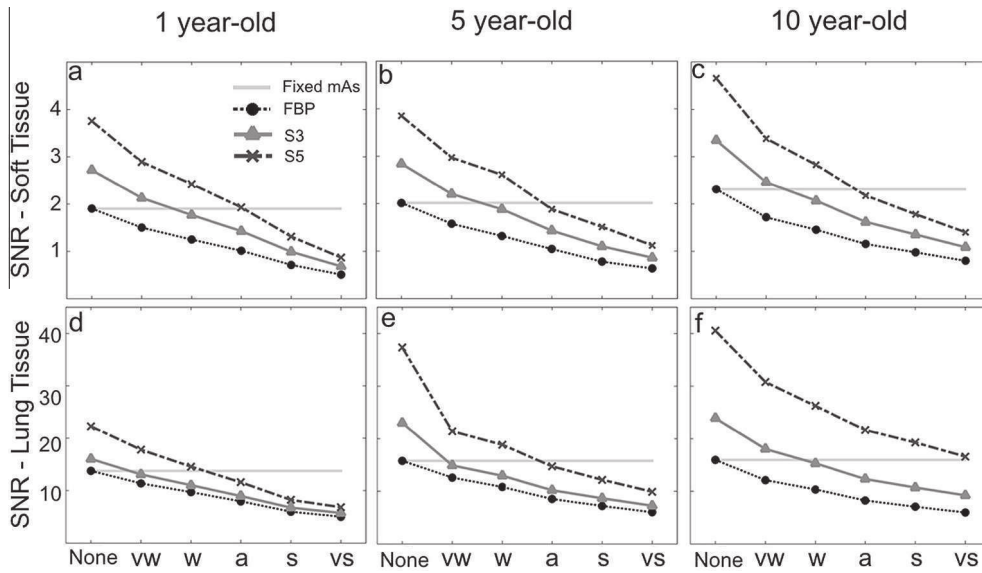 1 year-old 5 year-old 10 year-old
SNR - Soft Tissue
a b c
Fixed mAs
FBP
S3
S5
4
3
2
1
SNR - Lung Tissue
d e f
40
30
20
10
None vw w a s vs None vw w a s vs None vw w a s vs